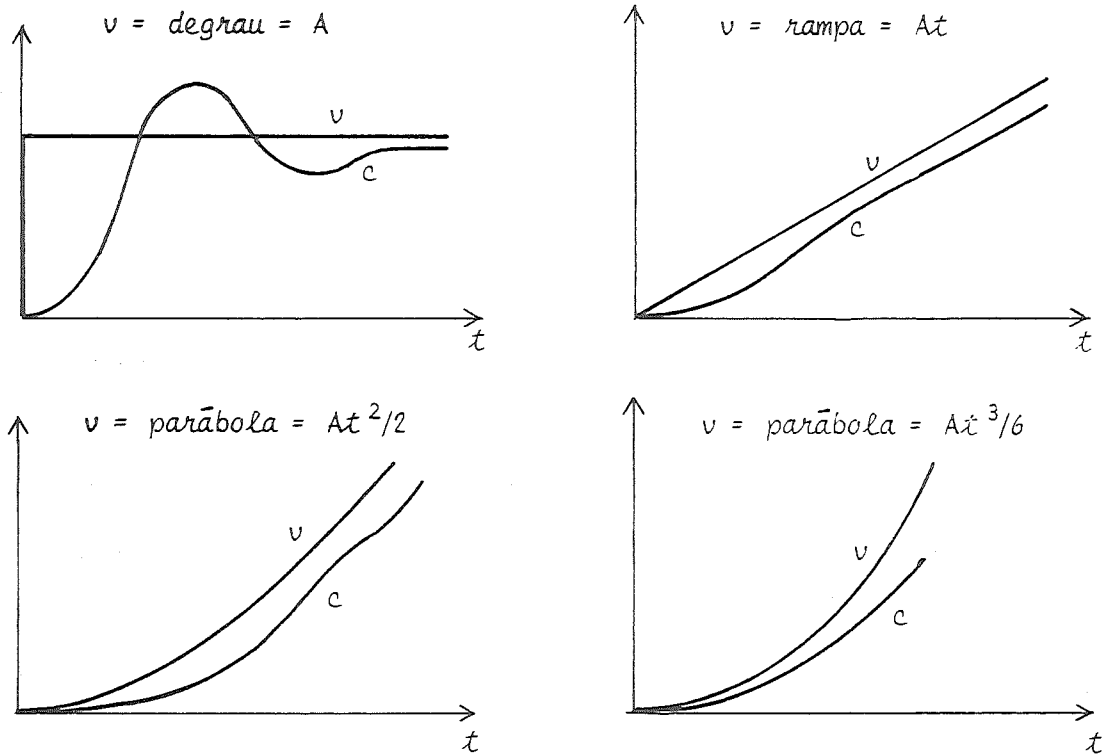 v = degrau = A
v
c
t
v = rampa = At
v
c
t
v = parābola = At²/2
v
c
t
v = parābola = At³/6
v
c
t